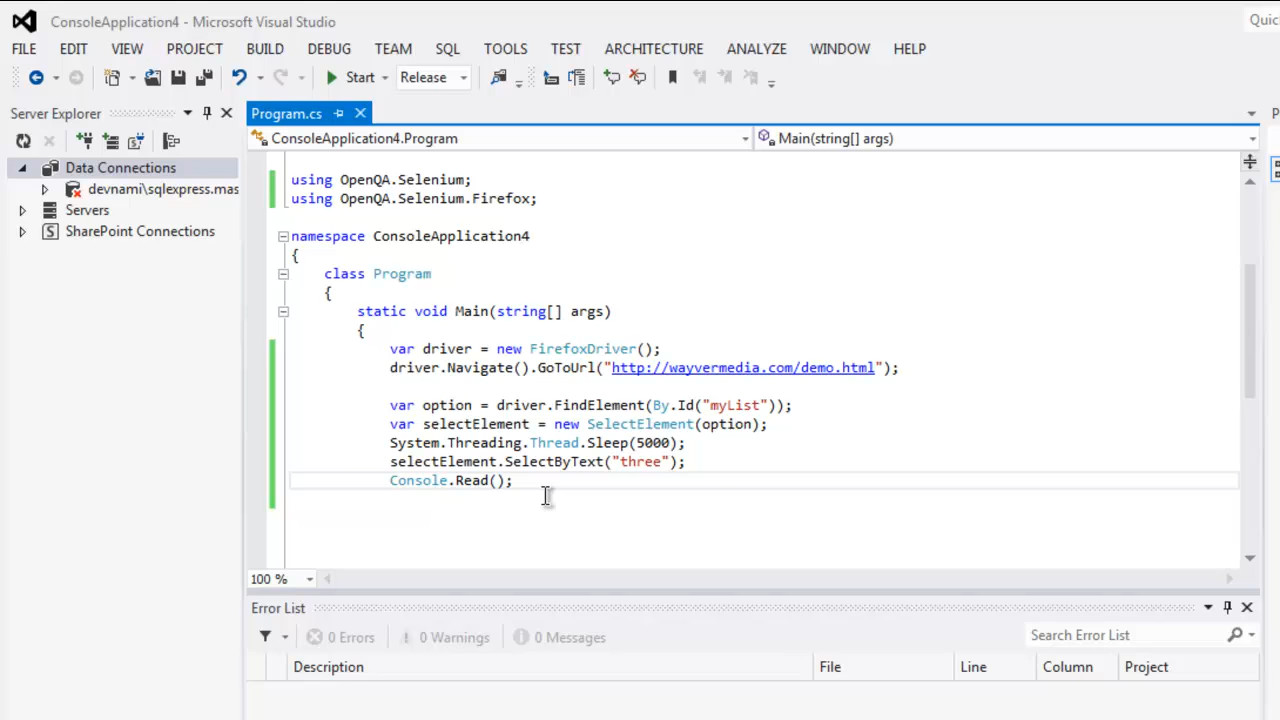 ConsoleApplication4 - Microsoft Visual Studio
Quic
FILE EDIT VIEW PROJECT BUILD DEBUG TEAM SQL TOOLS TEST ARCHITECTURE ANALYZE WINDOW HELP
Start Release
Server Explorer
Program.cs
P
ConsoleApplication4.Program
Main(string[] args)
Data Connections
devnami\sqlexpress.mas
Servers
SharePoint Connections
using OpenQA.Selenium;
using OpenQA.Selenium.Firefox;
namespace ConsoleApplication4
{
class Program
{
static void Main(string[] args)
{
var driver = new FirefoxDriver();
driver.Navigate().GoToUrl("http://wayvermedia.com/demo.html");
var option = driver.FindElement(By.Id("myList"));
var selectElement = new SelectElement(option);
System.Threading.Thread.Sleep(5000);
selectElement.SelectByText("three");
Console.Read();
100 %
Error List
0 Errors 0 Warnings 0 Messages
Search Error List
Description File Line Column Project